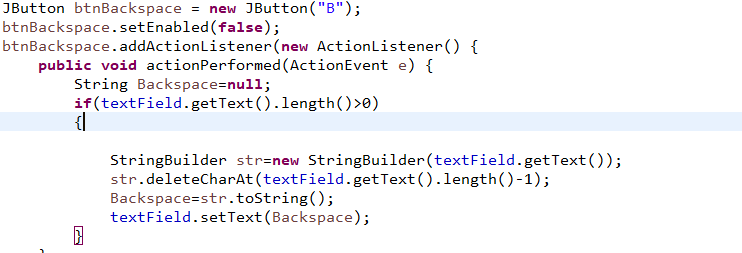 JButton btnBackspace = new JButton("B");
btnBackspace.setEnabled(false);
btnBackspace.addActionListener(new ActionListener() {
public void actionPerformed(ActionEvent e) {
String Backspace=null;
if(textField.getText().length()>0)
{
StringBuilder str=new StringBuilder(textField.getText());
str.deleteCharAt(textField.getText().length()-1);
Backspace=str.toString();
textField.setText(Backspace);
}